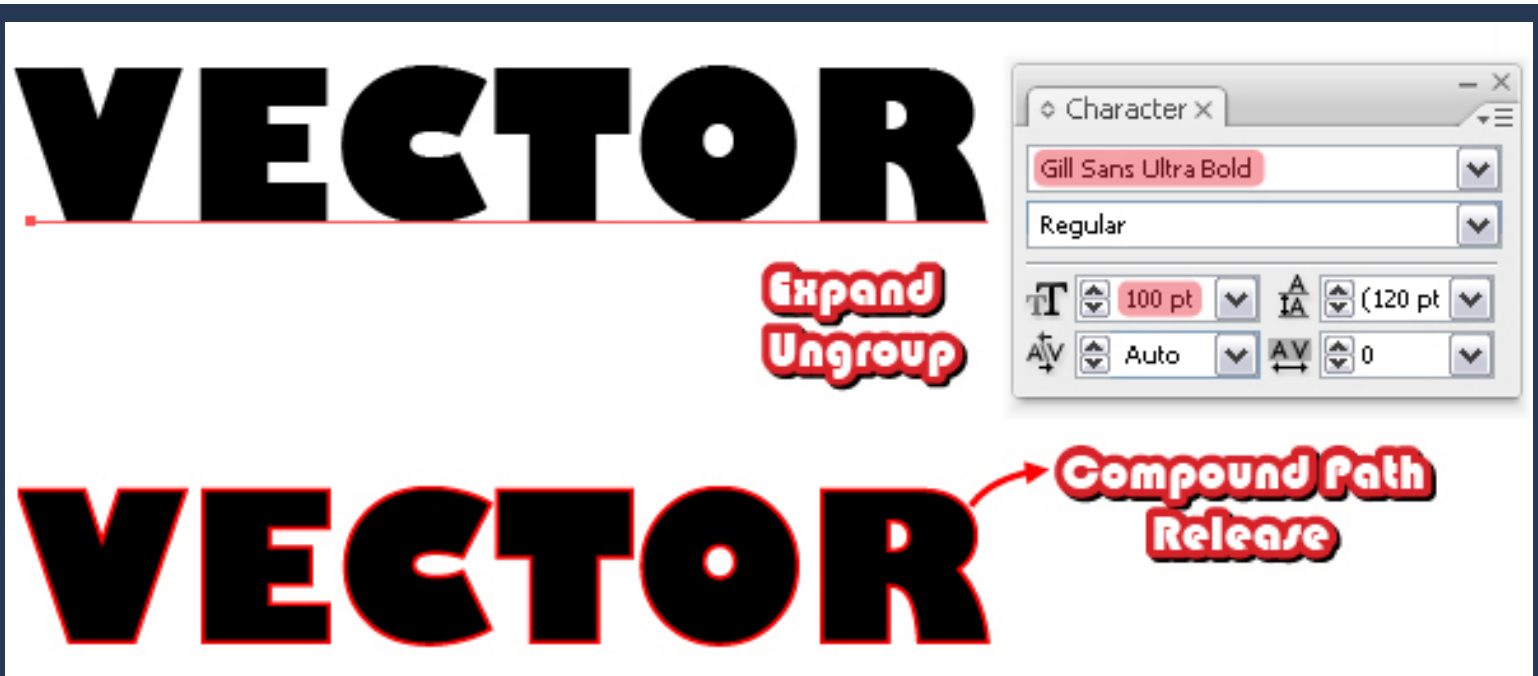 VECTOR
Character
Gill Sans Ultra Bold
Regular
100 pt
(120 pt
Auto
0
Expand
Ungroup
VECTOR
Compound Path
Release